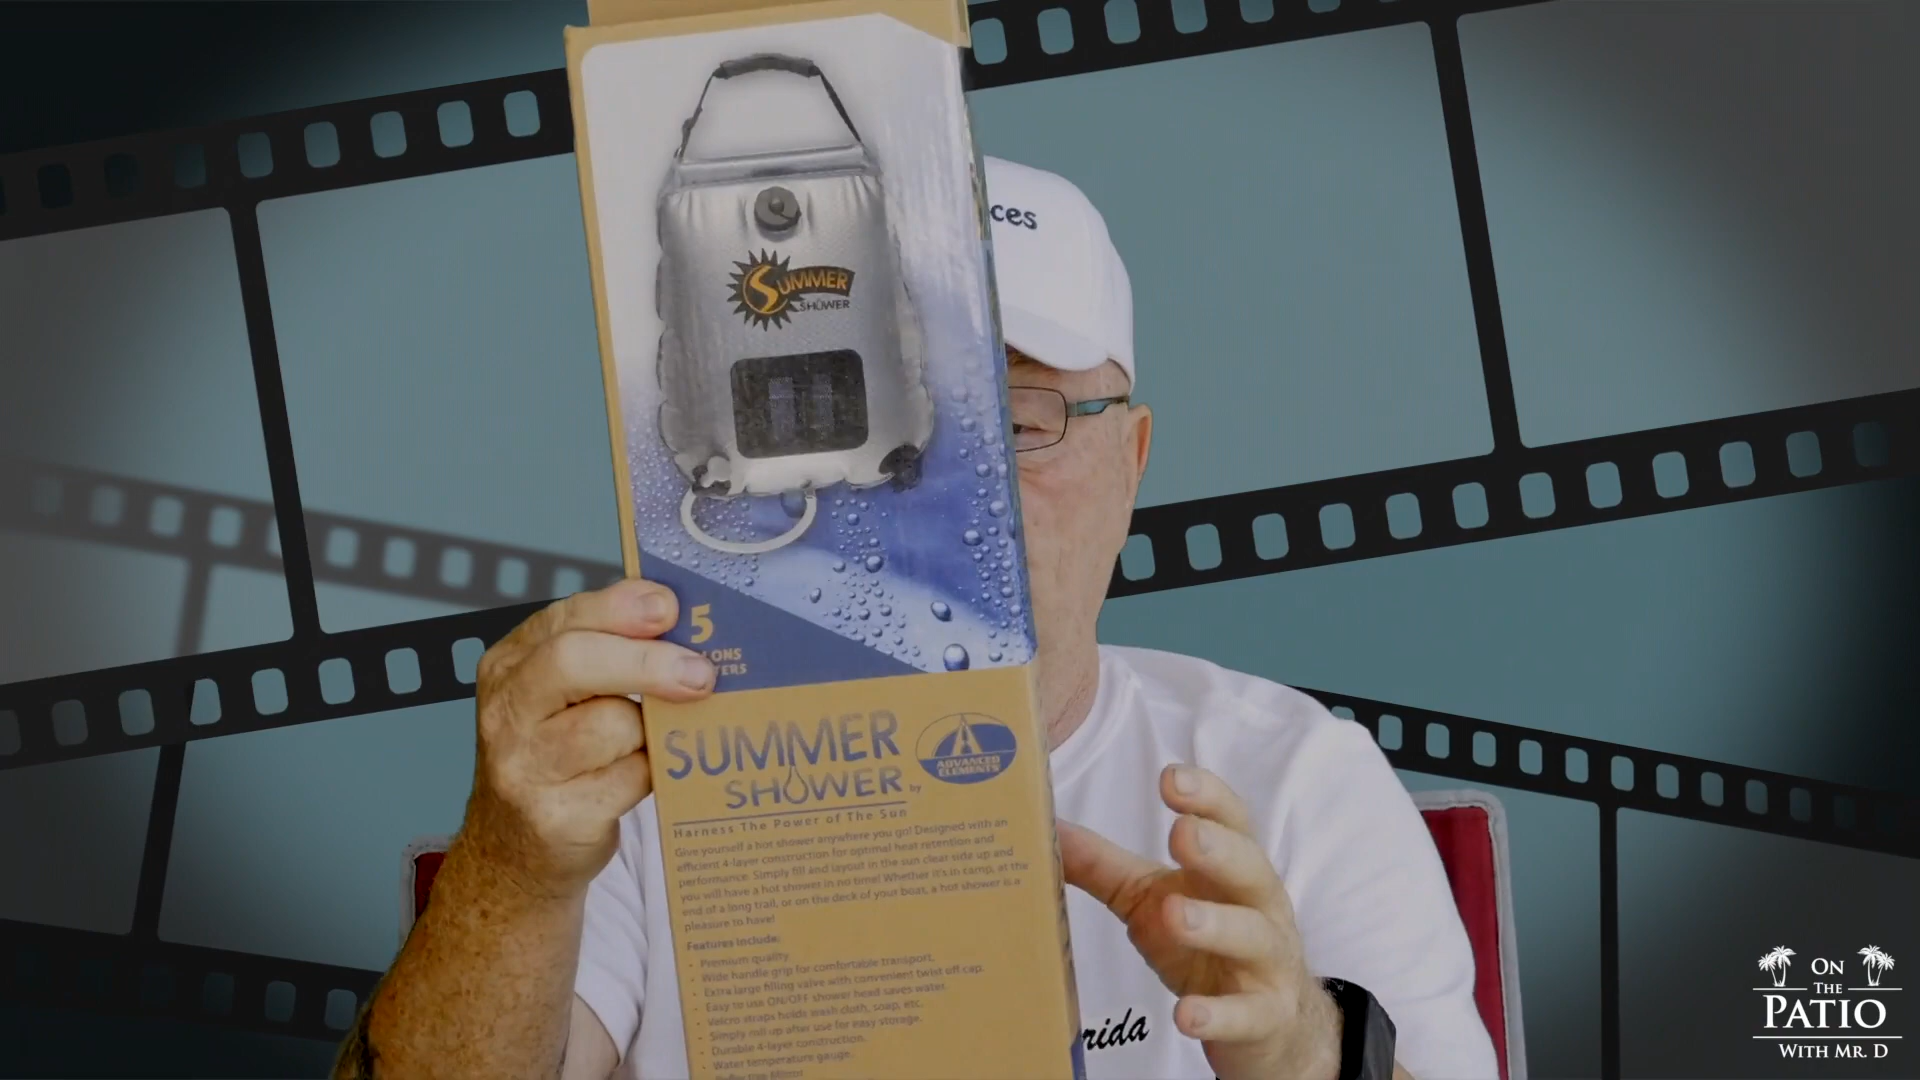 ces
SUMMER
SHOWER
5
ONS
TERS
SUMMER
SHOWER by
ADVANCED
ELEMENTS
Harness The Power of The Sun
Give yourself a hot shower anywhere you go! Designed with an
efficient 4-layer construction for optimal heat retention and
performance. Simply fill and layout in the sun clear side up and
you will have a hot shower in no time! Whether it's in camp, at the
end of a long trail, or on the deck of your boat, a hot shower is a
pleasure to have!
Features Include:
• Premium quality.
• Wide handle grip for comfortable transport.
• Extra large filling valve with convenient twist off cap.
• Easy to use ON/OFF shower head saves water.
• Velcro straps holds wash cloth, soap, etc.
• Simply roll up after use for easy storage.
• Durable 4-layer construction.
• Water temperature gauge.
• Reflective Mirror
rida
ON
THE
PATIO
WITH MR. D